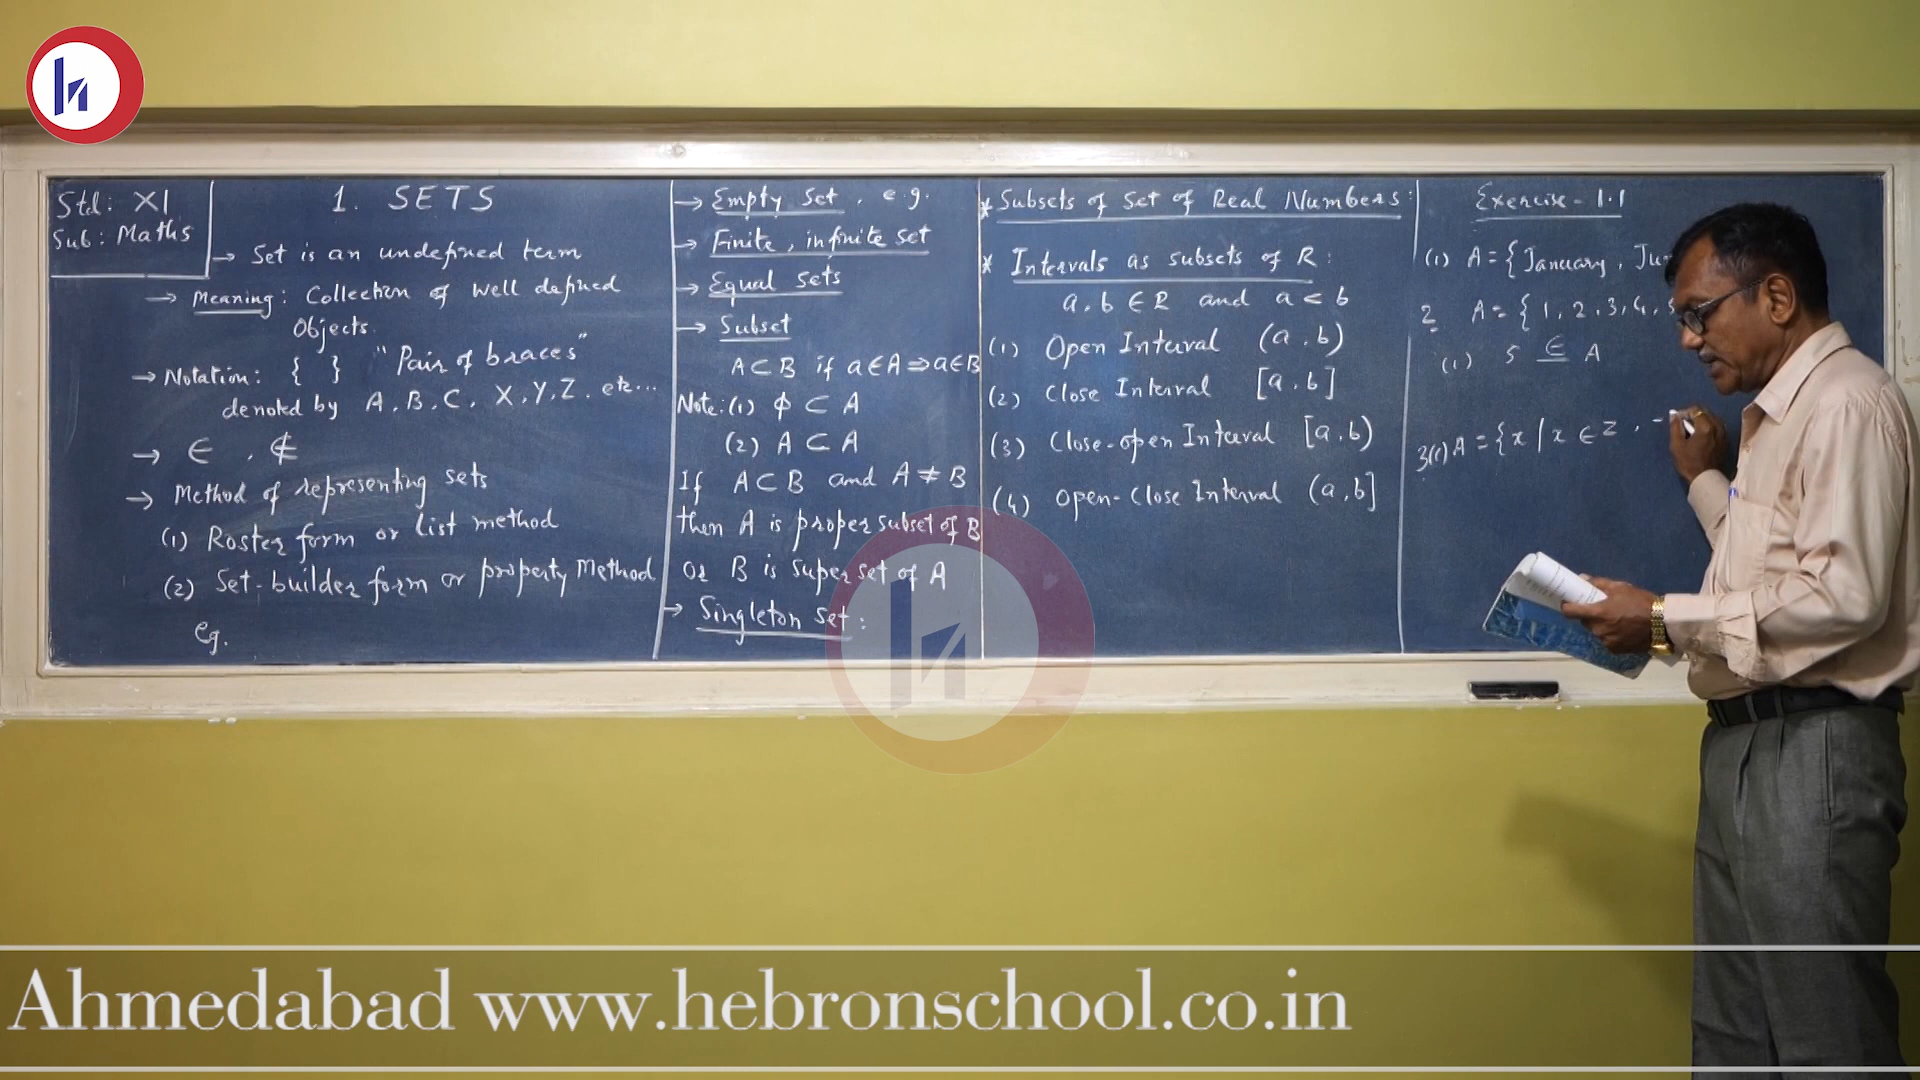 Std: XI
Sub: Maths
1. SETS
→ Set is an undefined term
→ Meaning: Collection of well defined
Objects.
→ Notation: { } "Pair of braces"
denoted by A, B, C, X, Y, Z, etc...
→ ∈ , ∉
→ Method of representing sets
(1) Roster form or list method
(2) Set-builder form or property Method
eg.
→ Empty set, e.g.
→ Finite, infinite set
→ Equal sets
→ Subset
A⊂B if a∈A ⇒ a∈B
Note: (1) ϕ ⊂ A
(2) A ⊂ A
If A⊂B and A≠B
then A is proper subset of B
or B is super set of A
→ Singleton set:
* Subsets of set of Real Numbers:
* Intervals as subsets of R:
a, b ∈ R and a < b
(1) Open Interval (a, b)
(2) Close Interval [a, b]
(3) Close-open Interval [a, b)
(4) Open-Close Interval (a, b]
Exercise - 1.1
(1) A = { January, Ju
2 A = { 1, 2, 3, 4, 5
(1) 5 ∈ A
3(1) A = {x / x ∈ Z, -
Ahmedabad www.hebronschool.co.in